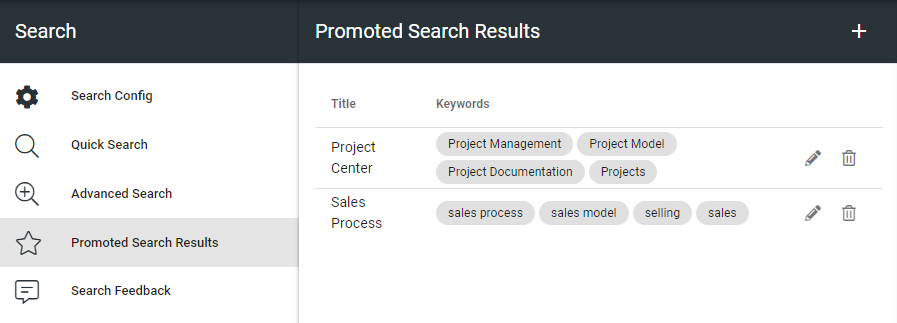 Search
Promoted Search Results
Search Config
Quick Search
Advanced Search
Promoted Search Results
Search Feedback
Title Keywords
Project
Center
Project Management Project Model
Project Documentation Projects
Sales
Process
sales process sales model selling sales